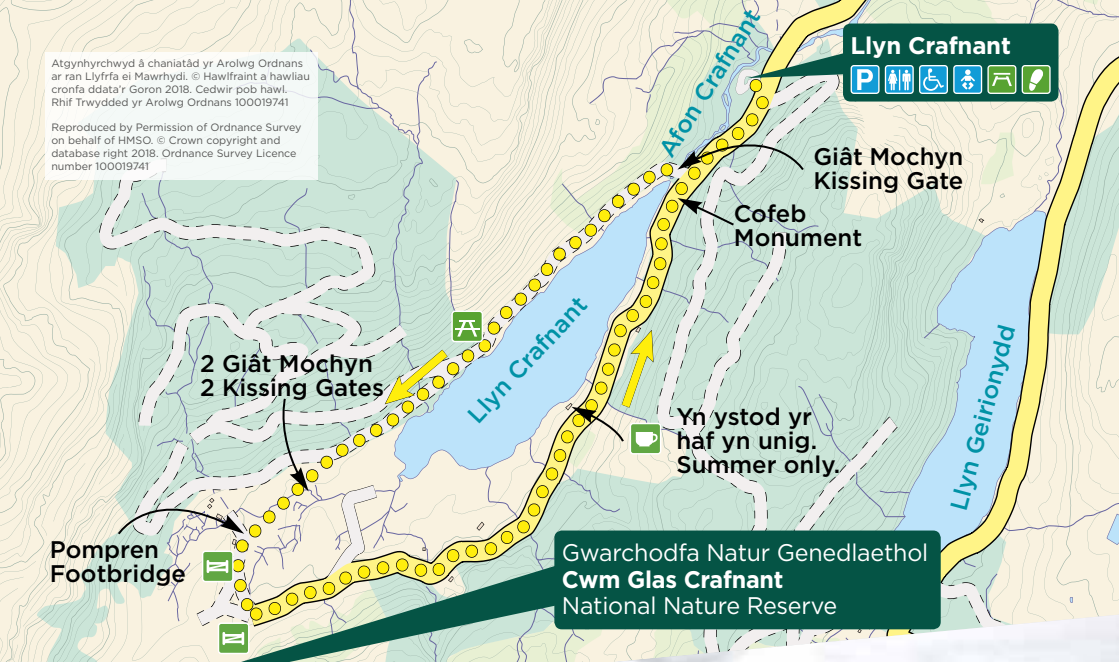 Atgynhyrchwyd â chaniatâd yr Arolwg Ordnans
ar ran Llyfrfa ei Mawrhydi. © Hawlfraint a hawliau
cronfa ddata'r Goron 2018. Cedwir pob hawl.
Rhif Trwydded yr Arolwg Ordnans 100019741
Reproduced by Permission of Ordnance Survey
on behalf of HMSO. © Crown copyright and
database right 2018. Ordnance Survey Licence
number 100019741
Afon Crafnant
Llyn Crafnant
P
Giât Mochyn
Kissing Gate
Cofeb
Monument
2 Giât Mochyn
2 Kissing Gates
Llyn Crafnant
Llyn Geirionydd
Yn ystod yr
haf yn unig.
Summer only.
Pompren
Footbridge
Gwarchodfa Natur Genedlaethol
Cwm Glas Crafnant
National Nature Reserve